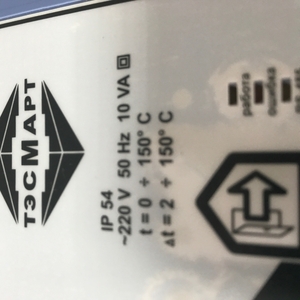 ТЭСМАРТ
IP 54
~220 V 50 Hz 10 VA
t = 0 ÷ 150° C
Δt = 2 ÷ 150° C
работа
ошибка